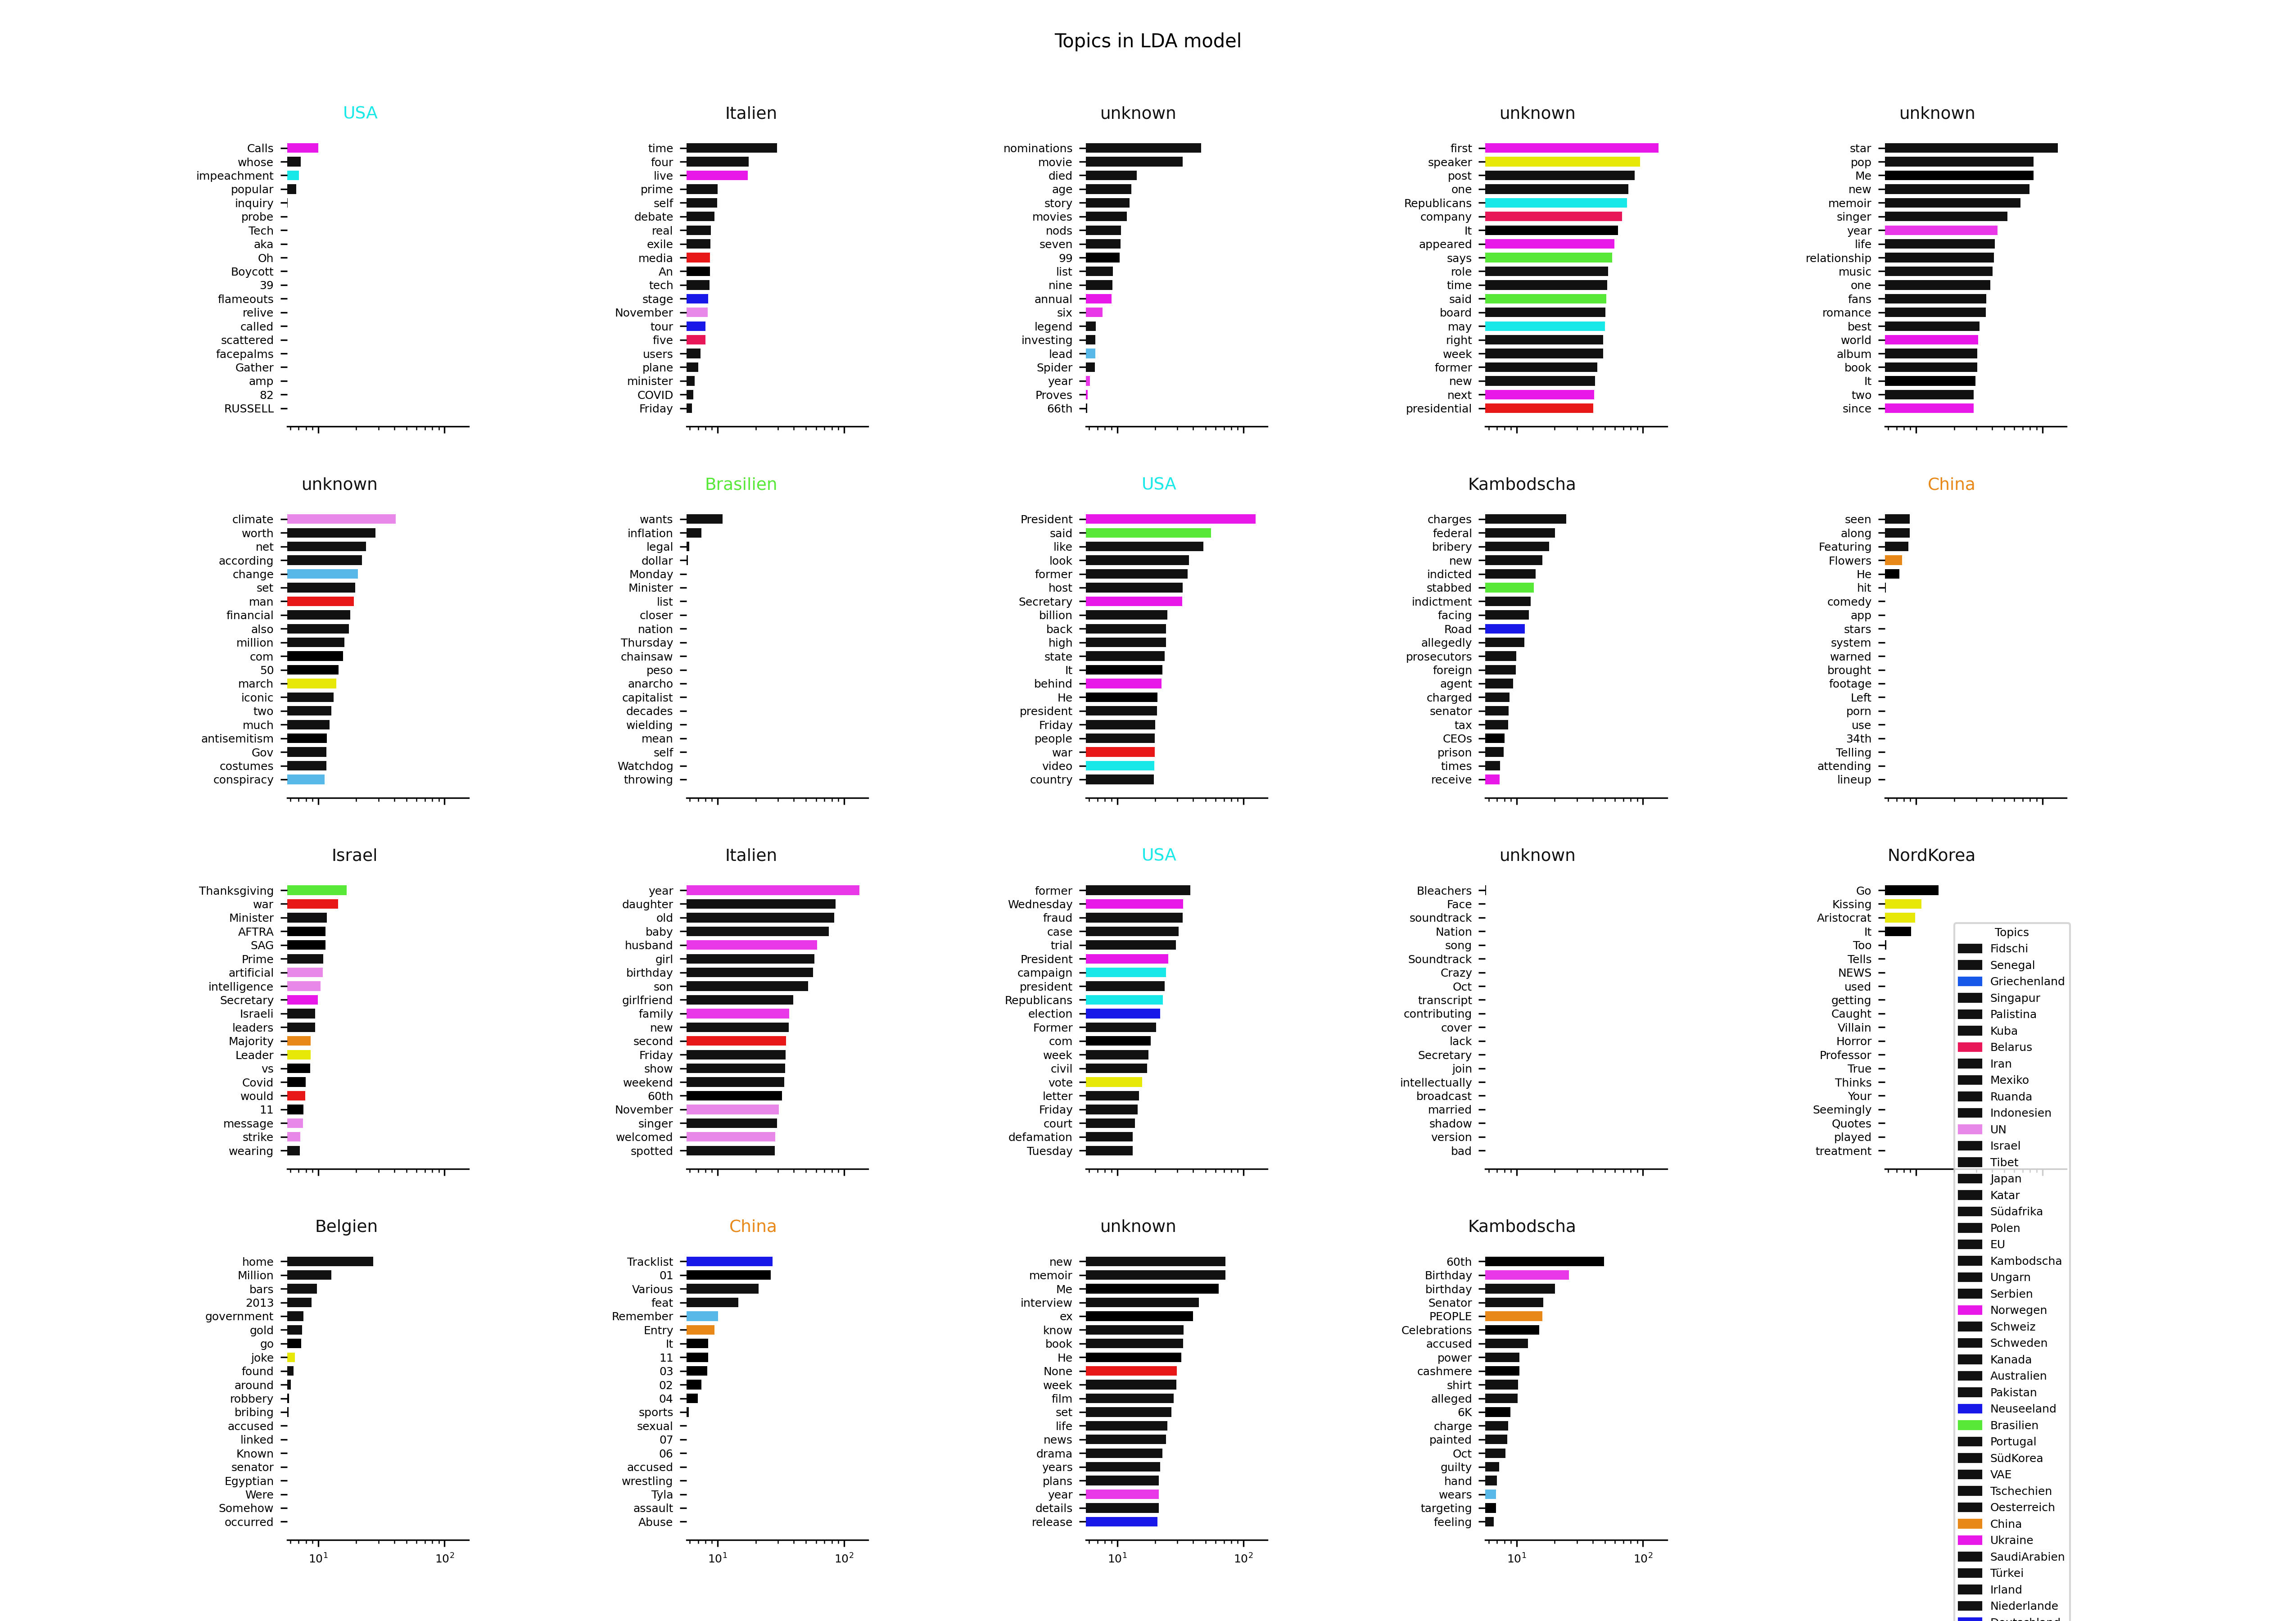 Topics in LDA model
USA
Calls
whose
impeachment
popular
inquiry
probe
Tech
aka
Oh
Boycott
39
flameouts
relive
called
scattered
facepalms
Gather
amp
82
RUSSELL
Italien
time
four
live
prime
self
debate
real
exile
media
An
tech
stage
November
tour
five
users
plane
minister
COVID
Friday
unknown
nominations
movie
died
age
story
movies
nods
seven
99
list
nine
annual
six
legend
investing
lead
Spider
year
Proves
66th
unknown
first
speaker
post
one
Republicans
company
It
appeared
says
role
time
said
board
may
right
week
former
new
next
presidential
unknown
star
pop
Me
new
memoir
singer
year
life
relationship
music
one
fans
romance
best
world
album
book
It
two
since
unknown
climate
worth
net
according
change
set
man
financial
also
million
com
50
march
iconic
two
much
antisemitism
Gov
costumes
conspiracy
Brasilien
wants
inflation
legal
dollar
Monday
Minister
list
closer
nation
Thursday
chainsaw
peso
anarcho
capitalist
decades
wielding
mean
self
Watchdog
throwing
USA
President
said
like
look
former
host
Secretary
billion
back
high
state
It
behind
He
president
Friday
people
war
video
country
Kambodscha
charges
federal
bribery
new
indicted
stabbed
indictment
facing
Road
allegedly
prosecutors
foreign
agent
charged
senator
tax
CEOs
prison
times
receive
China
seen
along
Featuring
Flowers
He
hit
comedy
app
stars
system
warned
brought
footage
Left
porn
use
34th
Telling
attending
lineup
Israel
Thanksgiving
war
Minister
AFTRA
SAG
Prime
artificial
intelligence
Secretary
Israeli
leaders
Majority
Leader
vs
Covid
would
11
message
strike
wearing
Italien
year
daughter
old
baby
husband
girl
birthday
son
girlfriend
family
new
second
Friday
show
weekend
60th
November
singer
welcomed
spotted
USA
former
Wednesday
fraud
case
trial
President
campaign
president
Republicans
election
Former
com
week
civil
vote
letter
Friday
court
defamation
Tuesday
unknown
Bleachers
Face
soundtrack
Nation
song
Soundtrack
Crazy
Oct
transcript
contributing
cover
lack
Secretary
join
intellectually
broadcast
married
shadow
version
bad
NordKorea
Go
Kissing
Aristocrat
It
Too
Tells
NEWS
used
getting
Caught
Villain
Horror
Professor
True
Thinks
Your
Seemingly
Quotes
played
treatment
Belgien
home
Million
bars
2013
government
gold
go
joke
found
around
robbery
bribing
accused
linked
Known
senator
Egyptian
Were
Somehow
occurred
10¹ 10²
China
Tracklist
01
Various
feat
Remember
Entry
It
11
03
02
04
sports
sexual
07
06
accused
wrestling
Tyla
assault
Abuse
10¹ 10²
unknown
new
memoir
Me
interview
ex
know
book
He
None
week
film
set
life
news
drama
years
plans
year
details
release
10¹ 10²
Kambodscha
60th
Birthday
birthday
Senator
PEOPLE
Celebrations
accused
power
cashmere
shirt
alleged
6K
charge
painted
Oct
guilty
hand
wears
targeting
feeling
10¹ 10²
Topics
Fidschi
Senegal
Griechenland
Singapur
Palistina
Kuba
Belarus
Iran
Mexiko
Ruanda
Indonesien
UN
Israel
Tibet
Japan
Katar
Südafrika
Polen
EU
Kambodscha
Ungarn
Serbien
Norwegen
Schweiz
Schweden
Kanada
Australien
Pakistan
Neuseeland
Brasilien
Portugal
SüdKorea
VAE
Tschechien
Oesterreich
China
Ukraine
SaudiArabien
Türkei
Irland
Niederlande